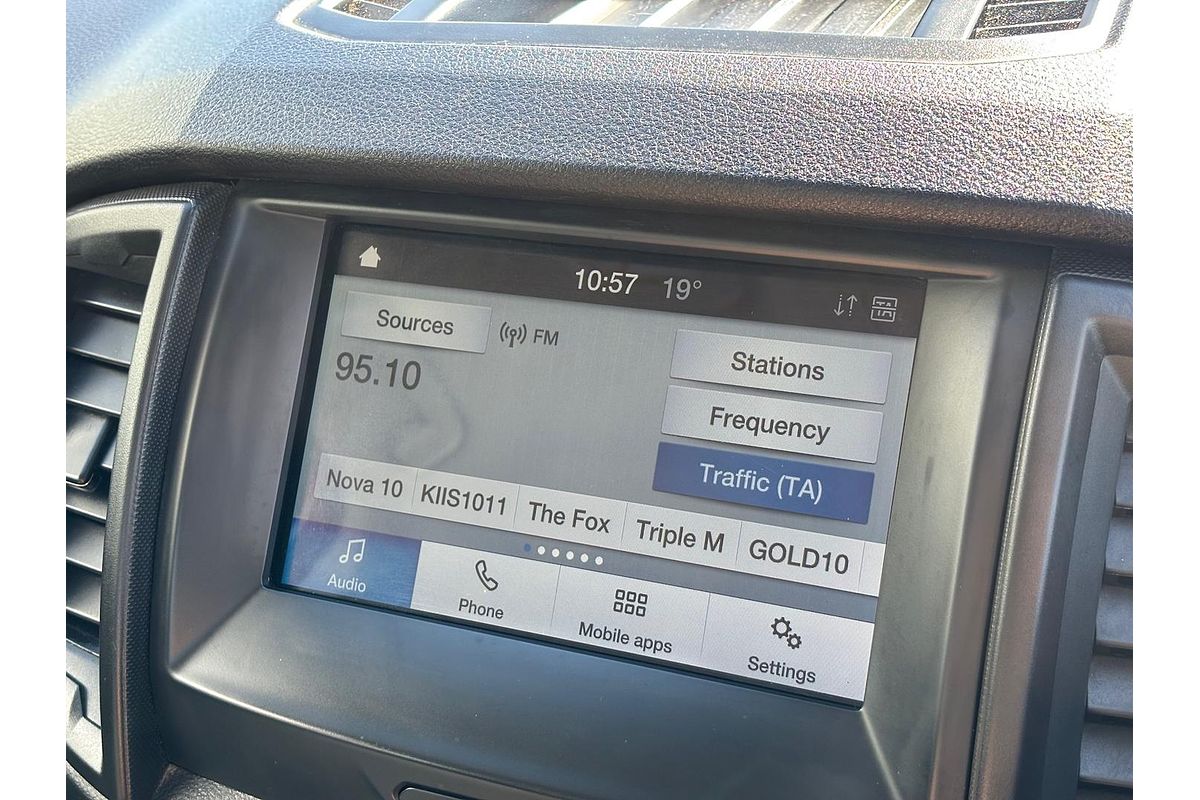 10:57 19°
TA
Sources FM
95.10
Stations
Frequency
Traffic (TA)
Nova 10 KIIS1011 The Fox Triple M GOLD10
Audio Phone Mobile apps Settings